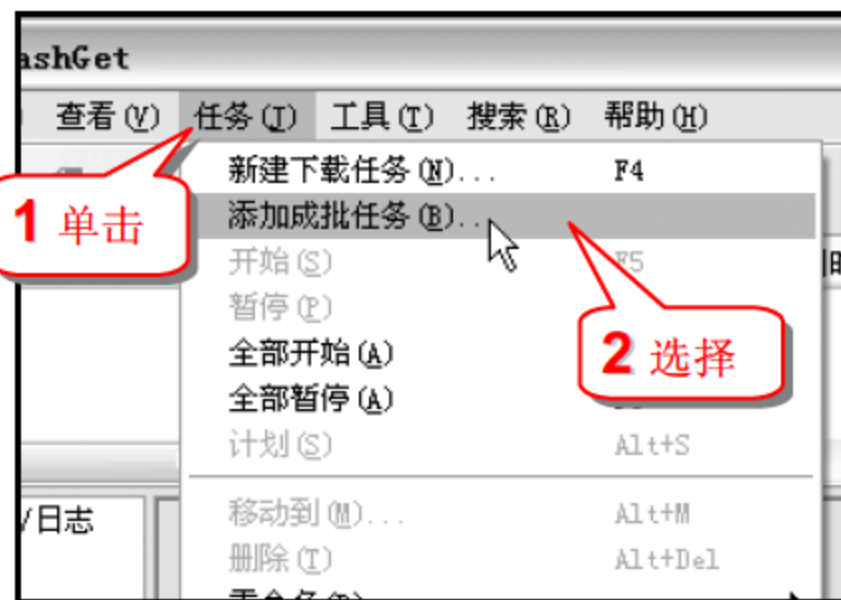 ashGet
查看(V) 任务(J) 工具(T) 搜索(R) 帮助(H)
新建下载任务(N)... F4
1 单击
添加成批任务(B)...
开始(S) F5
暂停(P)
全部开始(A)
2 选择
全部暂停(A)
计划(S) Alt+S
/日志
移动到(M)... Alt+M
删除(T) Alt+Del